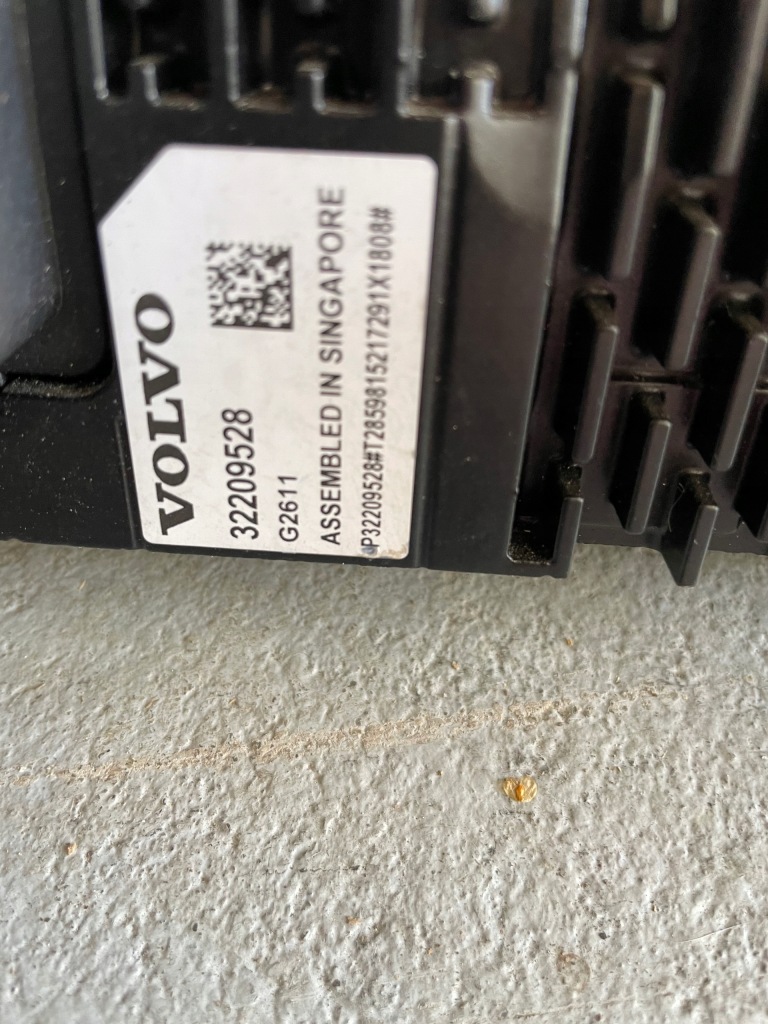 VOLVO
32209528
G2611
ASSEMBLED IN SINGAPORE
P32209528#T2859815217291X1808#